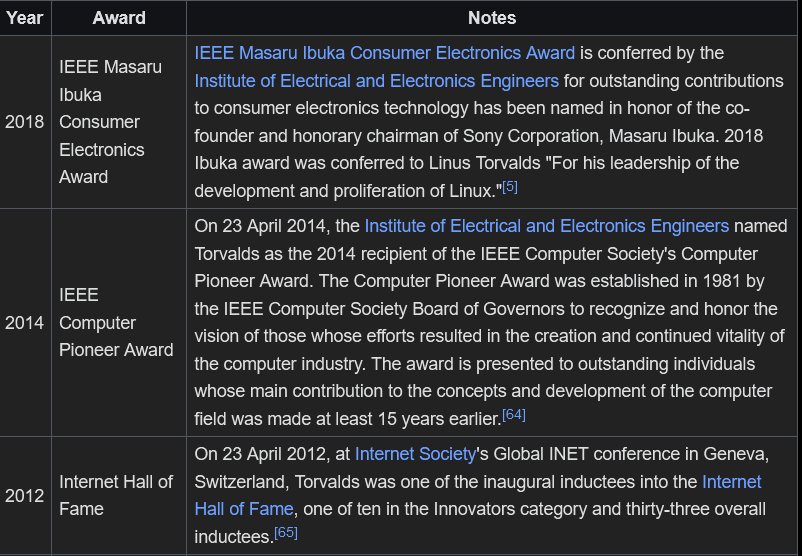 Year Award Notes
2018
IEEE Masaru
Ibuka
Consumer
Electronics
Award
IEEE Masaru Ibuka Consumer Electronics Award is conferred by the
Institute of Electrical and Electronics Engineers for outstanding contributions
to consumer electronics technology has been named in honor of the co-
founder and honorary chairman of Sony Corporation, Masaru Ibuka. 2018
Ibuka award was conferred to Linus Torvalds "For his leadership of the
development and proliferation of Linux."[5]
2014
IEEE
Computer
Pioneer Award
On 23 April 2014, the Institute of Electrical and Electronics Engineers named
Torvalds as the 2014 recipient of the IEEE Computer Society's Computer
Pioneer Award. The Computer Pioneer Award was established in 1981 by
the IEEE Computer Society Board of Governors to recognize and honor the
vision of those whose efforts resulted in the creation and continued vitality of
the computer industry. The award is presented to outstanding individuals
whose main contribution to the concepts and development of the computer
field was made at least 15 years earlier.[64]
2012
Internet Hall of
Fame
On 23 April 2012, at Internet Society's Global INET conference in Geneva,
Switzerland, Torvalds was one of the inaugural inductees into the Internet
Hall of Fame, one of ten in the Innovators category and thirty-three overall
inductees.[65]